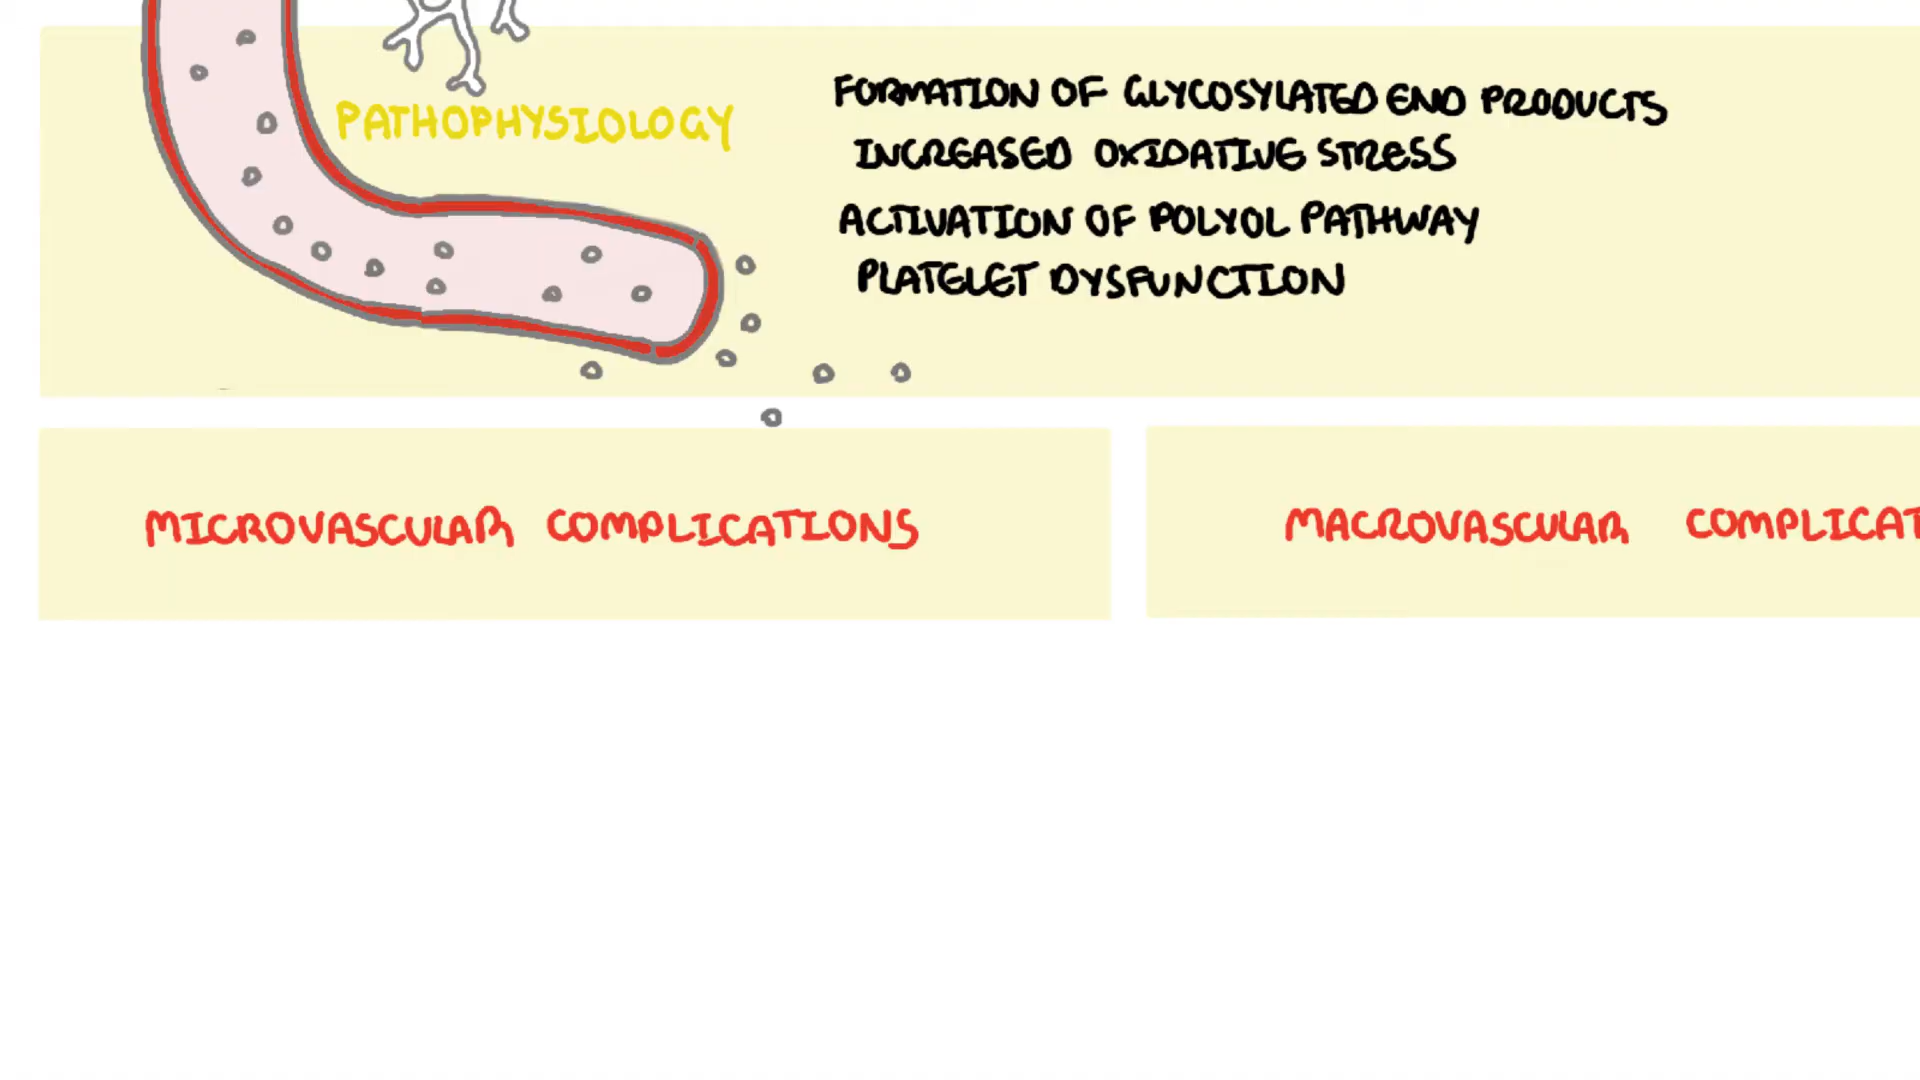 PATHOPHYSIOLOGY
FORMATION OF GLYCOSYLATED END PRODUCTS
INCREASED OXIDATIVE STRESS
ACTIVATION OF POLYOL PATHWAY
PLATELET DYSFUNCTION
MICROVASCULAR COMPLICATIONS
MACROVASCULAR COMPLICAT